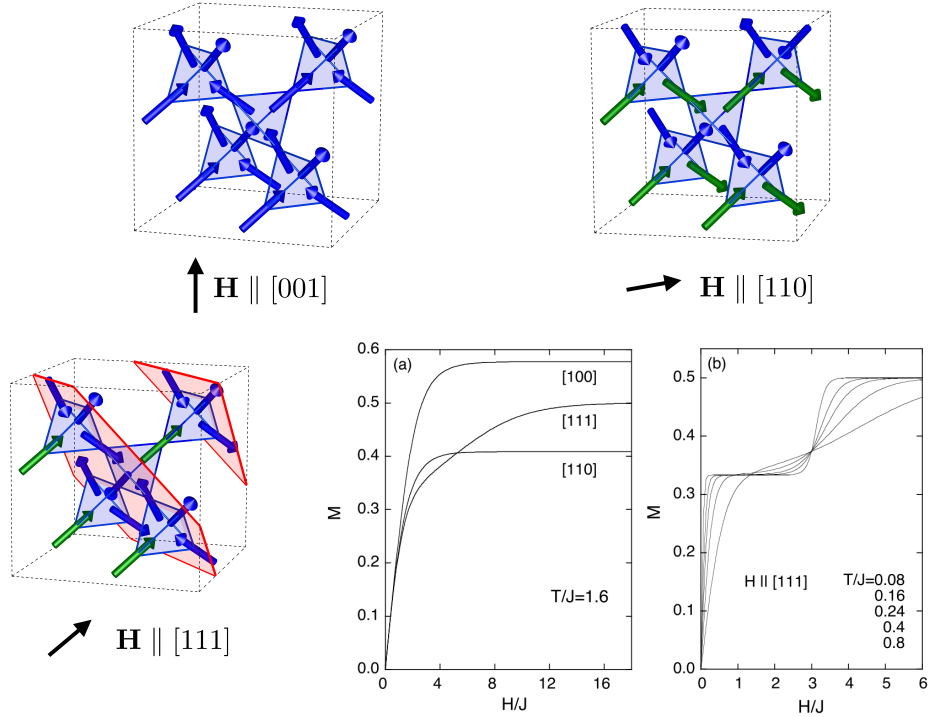 H ∥ [001]
H ∥ [110]
H ∥ [111]
(a)
[100]
[111]
[110]
T/J=1.6
M
0.6
0.5
0.4
0.3
0.2
0.1
0.0
0 4 8 12 16
H/J
(b)
M
0.5
0.4
0.3
0.2
0.1
0.0
H II [111]
T/J=0.08
0.16
0.24
0.4
0.8
0 1 2 3 4 5 6
H/J